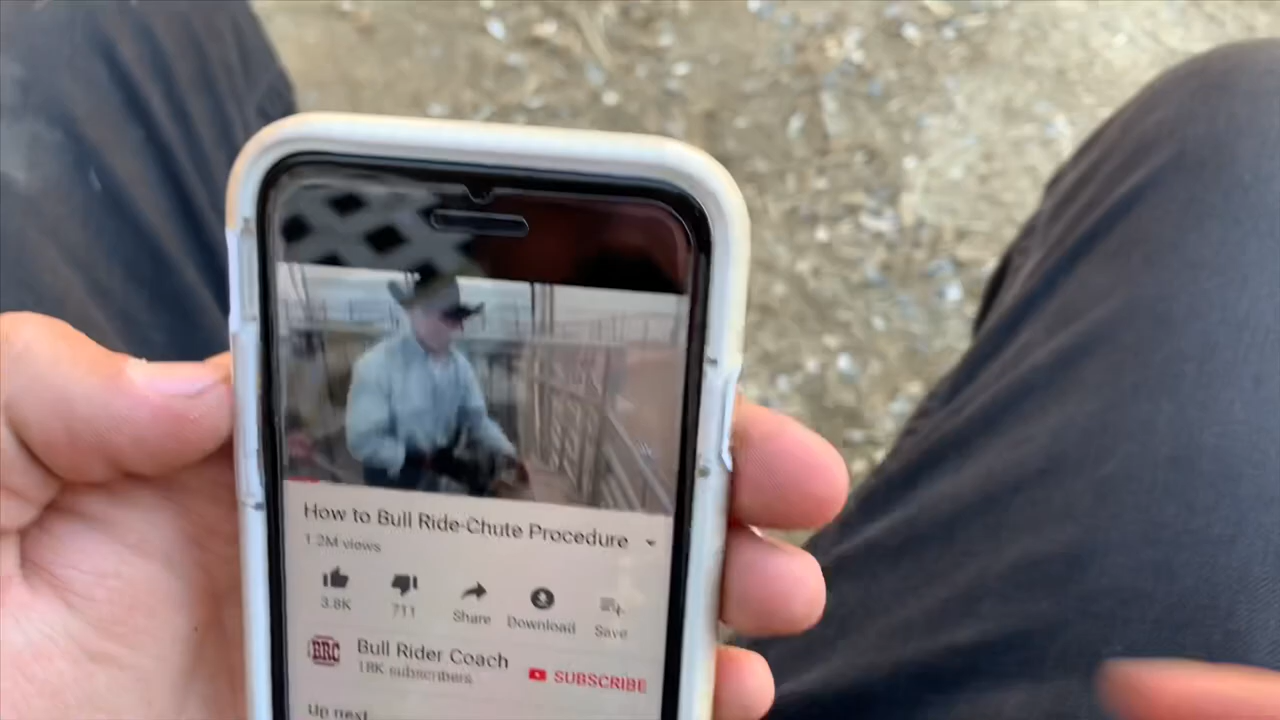 How to Bull Ride-Chute Procedure
1.2M views
3.8K
711
Share
Download
Save
BRC
Bull Rider Coach
18K subscribers
SUBSCRIBE
Up next